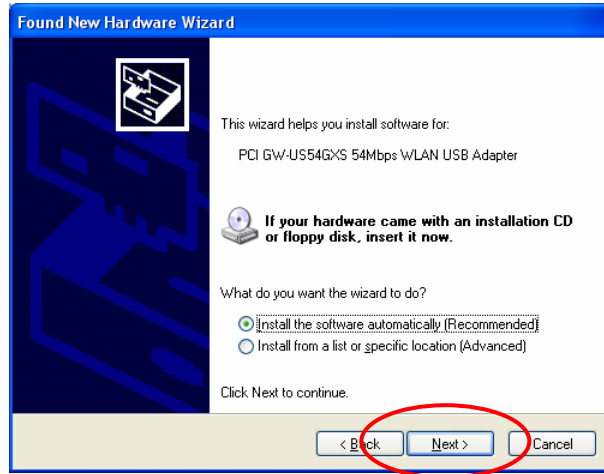 Found New Hardware Wizard
This wizard helps you install software for:
PCI GW-US54GXS 54Mbps WLAN USB Adapter
If your hardware came with an installation CD
or floppy disk, insert it now.
What do you want the wizard to do?
Install the software automatically (Recommended)
Install from a list or specific location (Advanced)
Click Next to continue.
< Back Next > Cancel